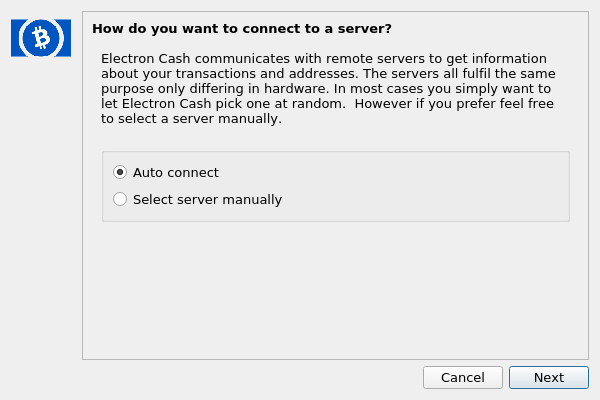 How do you want to connect to a server?
Electron Cash communicates with remote servers to get information
about your transactions and addresses. The servers all fulfil the same
purpose only differing in hardware. In most cases you simply want to
let Electron Cash pick one at random.  However if you prefer feel free
to select a server manually.
Auto connect
Select server manually
Cancel
Next